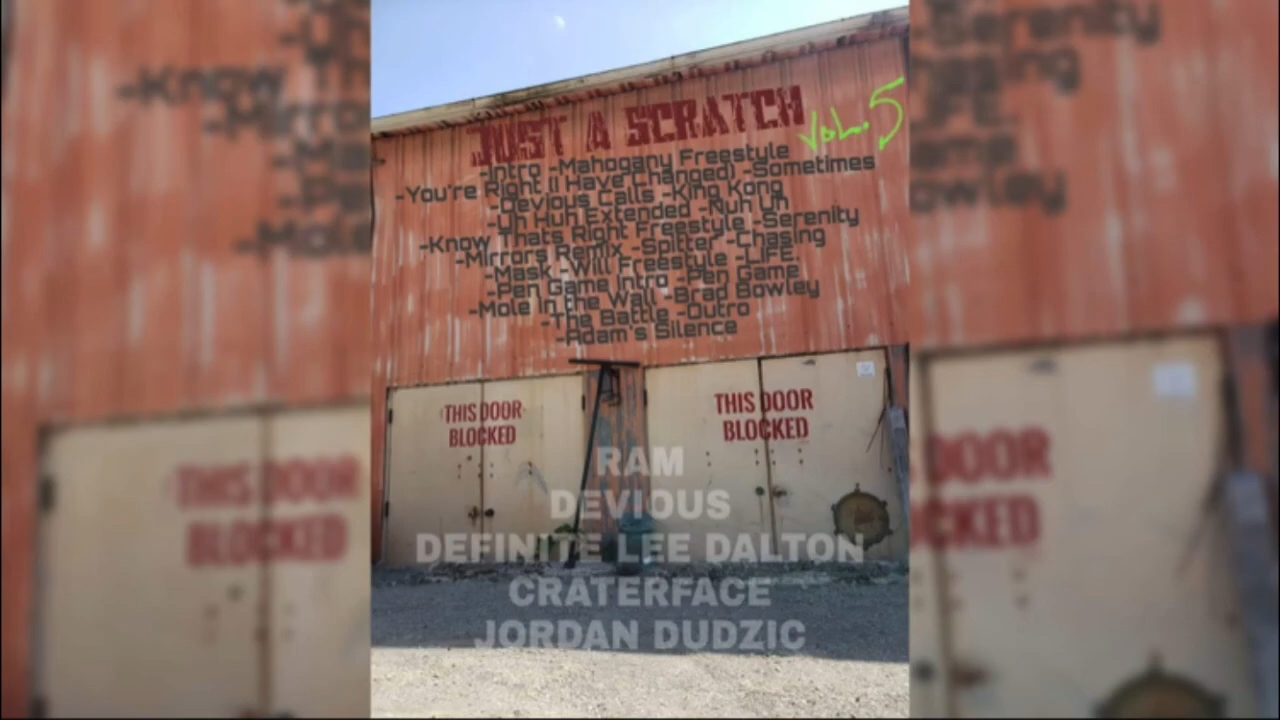 JUST A SCRATCH
Vol. 5
-Intro -Mahogany Freestyle
-You're Right (I Have Changed) -Sometimes
-Devious Calls -King Kong
-Uh Huh Extended -Nuh Uh
-Know Thats Right Freestyle -Serenity
-Mirrors Remix -Spitter -Chasing
-Mask -Will Freestyle -LIFE.
-Pen Game Intro -Pen Game
-Mole In the Wall -Brad Bowley
-The Battle -Outro
-Adam's Silence
THIS DOOR
BLOCKED
THIS DOOR
BLOCKED
RAM
DEVIOUS
DEFINITE LEE DALTON
CRATERFACE
JORDAN DUDZIC